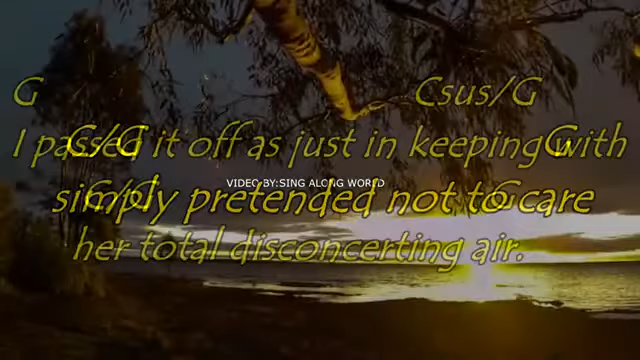 G Csus/G
I passed it off as just in keeping with
VIDEO BY:SING ALONG WORLD
simply pretended not to care
her total disconcerting air.